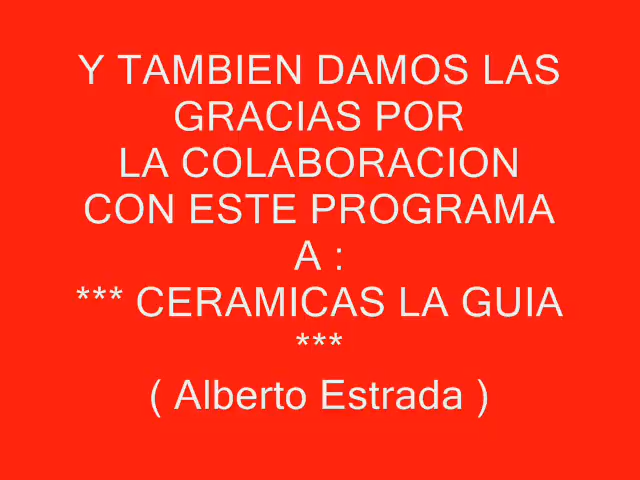 Y TAMBIEN DAMOS LAS
GRACIAS POR
LA COLABORACION
CON ESTE PROGRAMA
A :
*** CERAMICAS LA GUIA
***
( Alberto Estrada )